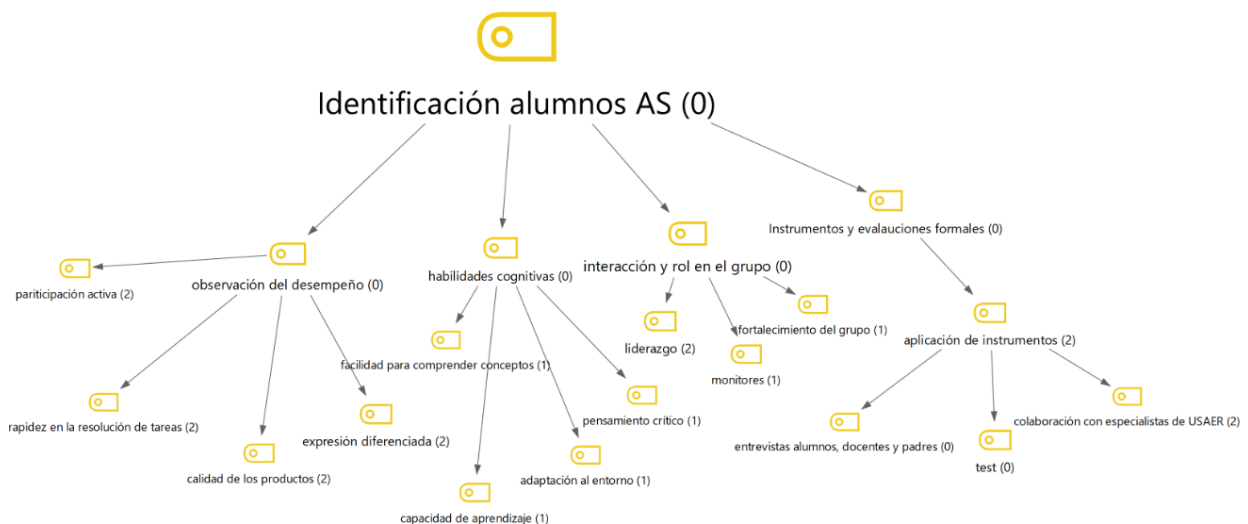 Identificación alumnos AS (0)
Instrumentos y evalauciones formales (0)
observación del desempeño (0)
habilidades cognitivas (0)
interacción y rol en el grupo (0)
pariticipación activa (2)
fortalecimiento del grupo (1)
aplicación de instrumentos (2)
liderazgo (2)
facilidad para comprender conceptos (1)
monitores (1)
rapidez en la resolución de tareas (2)
expresión diferenciada (2)
pensamiento crítico (1)
colaboración con especialistas de USAER (2)
entrevistas alumnos, docentes y padres (0)
test (0)
calidad de los productos (2)
adaptación al entorno (1)
capacidad de aprendizaje (1)